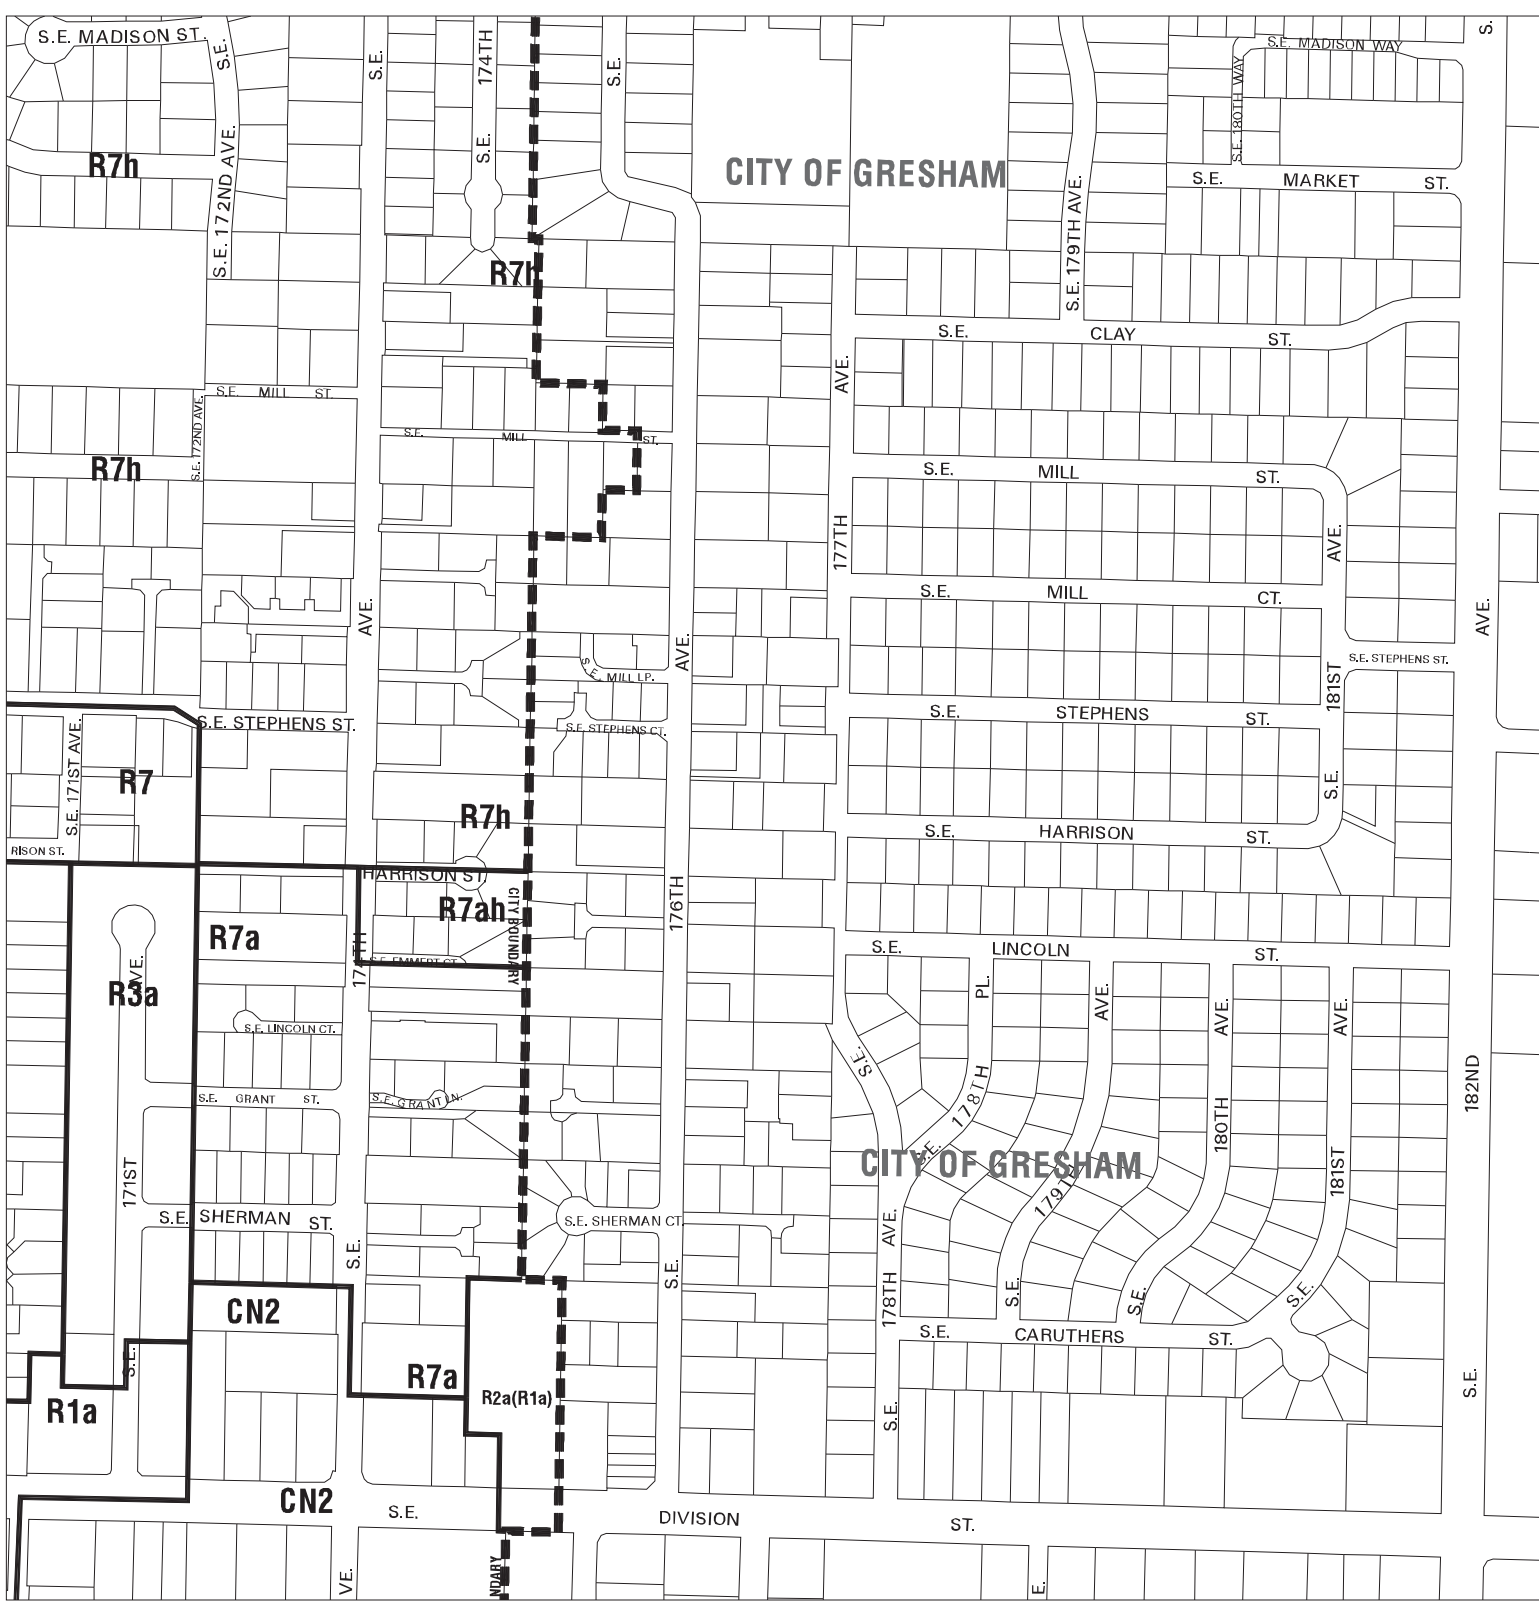 S.E. MADISON ST.
S.E.
S.E.
174TH
S.E.
S.E. MADISON WAY
S.
S.E. 180TH WAY
R7h
S.E. 172ND AVE.
S.E.
CITY OF GRESHAM
S.E. MARKET ST.
S.E. 179TH AVE.
R7h
S.E. CLAY ST.
AVE.
S.E. MILL ST.
S.E. 172ND AVE.
S.E. MILL ST.
R7h
S.E. MILL ST.
177TH
AVE.
S.E. MILL CT.
AVE.
AVE.
AVE.
S.E. MILL LP.
S.E. STEPHENS ST.
181ST
S.E. STEPHENS ST.
S.E. STEPHENS CT.
S.E. STEPHENS ST.
S.E. 171ST AVE.
R7
S.E.
R7h
S.E. HARRISON ST.
RISON ST.
HARRISON ST.
CITY BOUNDARY
176TH
R7ah
R7a
174TH
S.E. EMMERT CT.
S.E. LINCOLN ST.
AVE.
R3a
PL.
AVE.
AVE.
AVE.
S.E. LINCOLN CT.
S.E.
182ND
S.E. GRANT ST.
S.E. GRANT LN.
S.E. 178TH
180TH
CITY OF GRESHAM
171ST
179TH
181ST
S.E. SHERMAN ST.
S.E. SHERMAN CT.
AVE.
S.E.
S.E.
178TH
S.E.
S.E.
S.E.
CN2
S.E. CARUTHERS ST.
S.E.
R7a
R2a(R1a)
S.E.
R1a
S.E.
CN2
S.E. DIVISION ST.
VE.
NDARY
E.